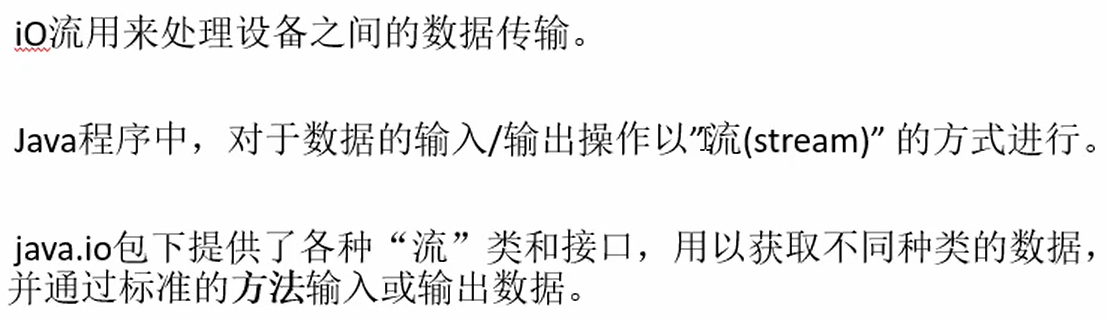 iO流用来处理设备之间的数据传输。
Java程序中，对于数据的输入/输出操作以”流(stream)” 的方式进行。
java.io包下提供了各种“流”类和接口，用以获取不同种类的数据，
并通过标准的方法输入或输出数据。